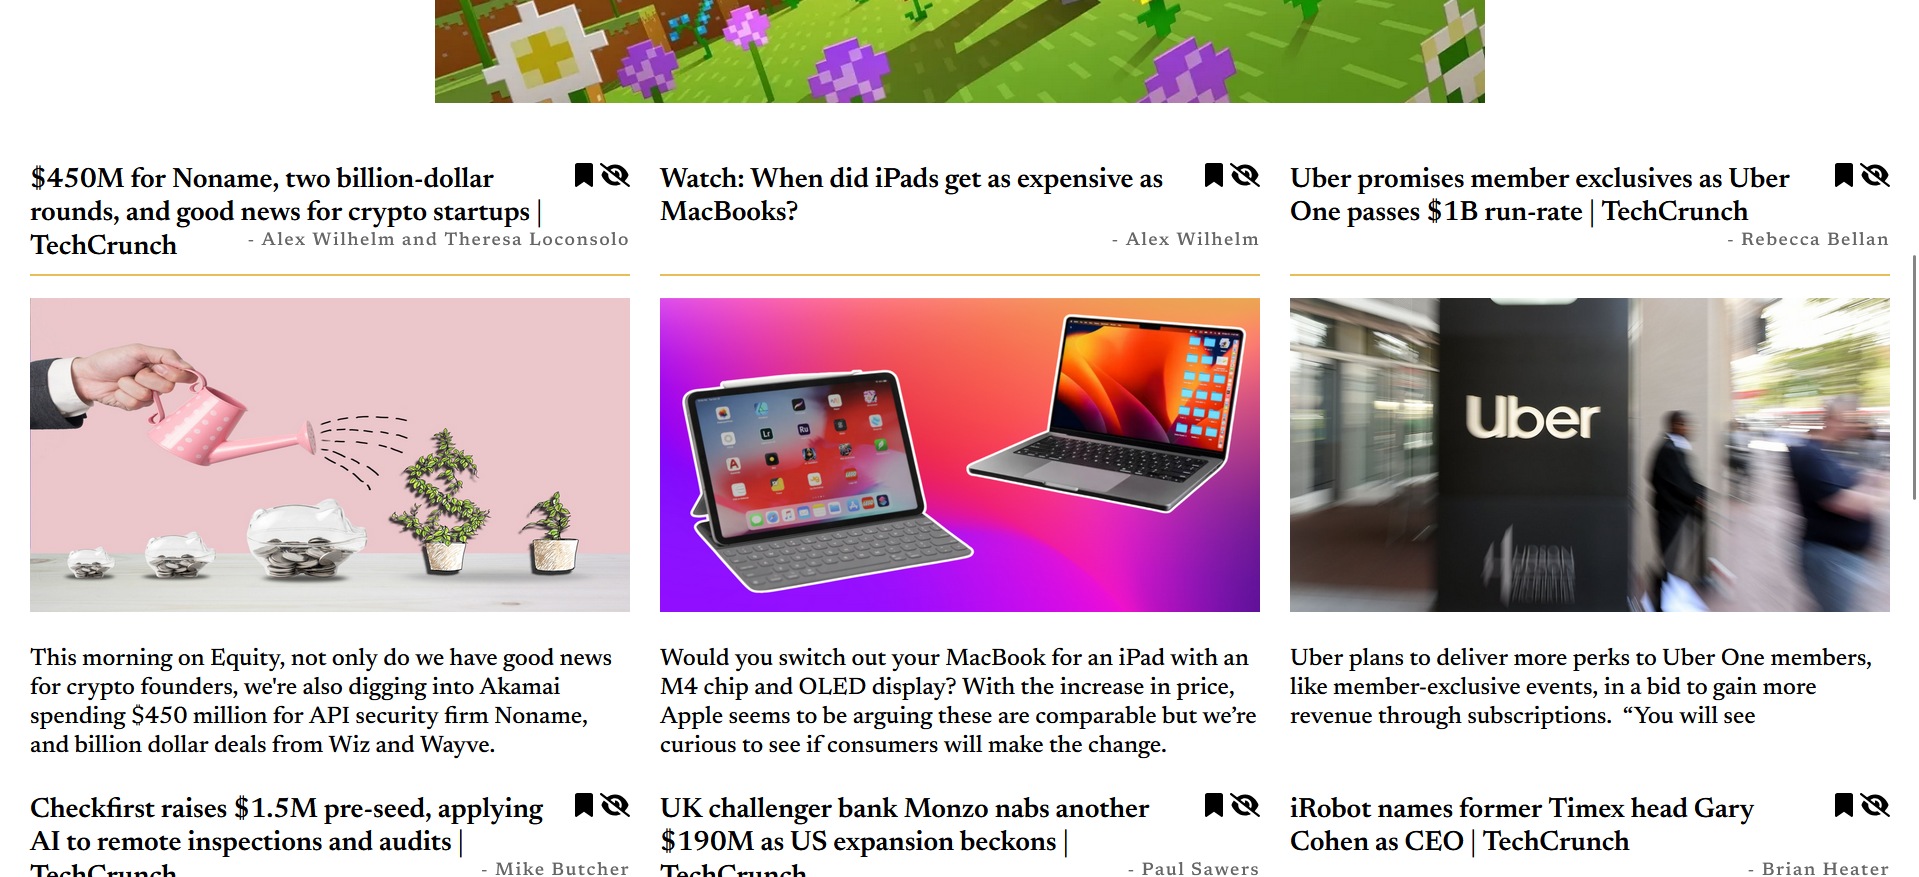 $450M for Noname, two billion-dollar
rounds, and good news for crypto startups |
TechCrunch
- Alex Wilhelm and Theresa Loconsolo
This morning on Equity, not only do we have good news
for crypto founders, we're also digging into Akamai
spending $450 million for API security firm Noname,
and billion dollar deals from Wiz and Wayve.
Watch: When did iPads get as expensive as
MacBooks?
- Alex Wilhelm
Would you switch out your MacBook for an iPad with an
M4 chip and OLED display? With the increase in price,
Apple seems to be arguing these are comparable but we’re
curious to see if consumers will make the change.
Uber promises member exclusives as Uber
One passes $1B run-rate | TechCrunch
- Rebecca Bellan
Uber
Uber plans to deliver more perks to Uber One members,
like member-exclusive events, in a bid to gain more
revenue through subscriptions.  “You will see
Checkfirst raises $1.5M pre-seed, applying
AI to remote inspections and audits |
TechCrunch
- Mike Butcher
UK challenger bank Monzo nabs another
$190M as US expansion beckons |
TechCrunch
- Paul Sawers
iRobot names former Timex head Gary
Cohen as CEO | TechCrunch
- Brian Heater